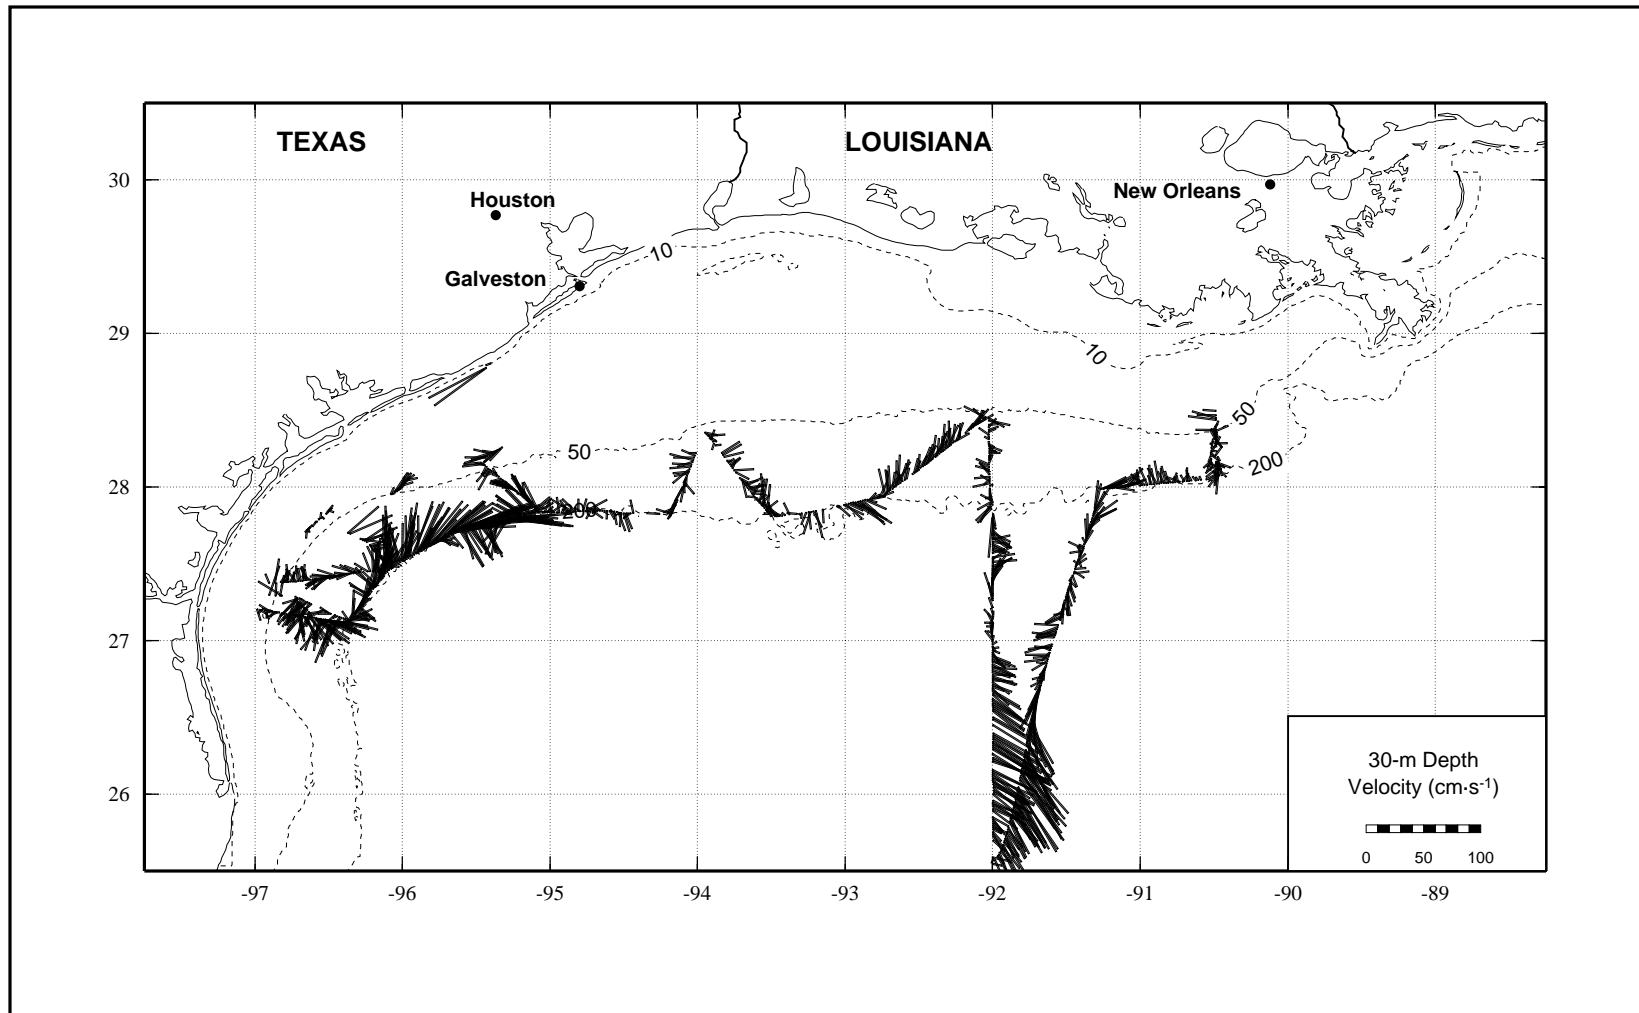 TEXAS
LOUISIANA
30
New Orleans
Houston
10
Galveston
29
10
50
50
200
28
200
27
30-m Depth
Velocity (cm·s-1)
26
0 50 100
-97 -96 -95 -94 -93 -92 -91 -90 -89